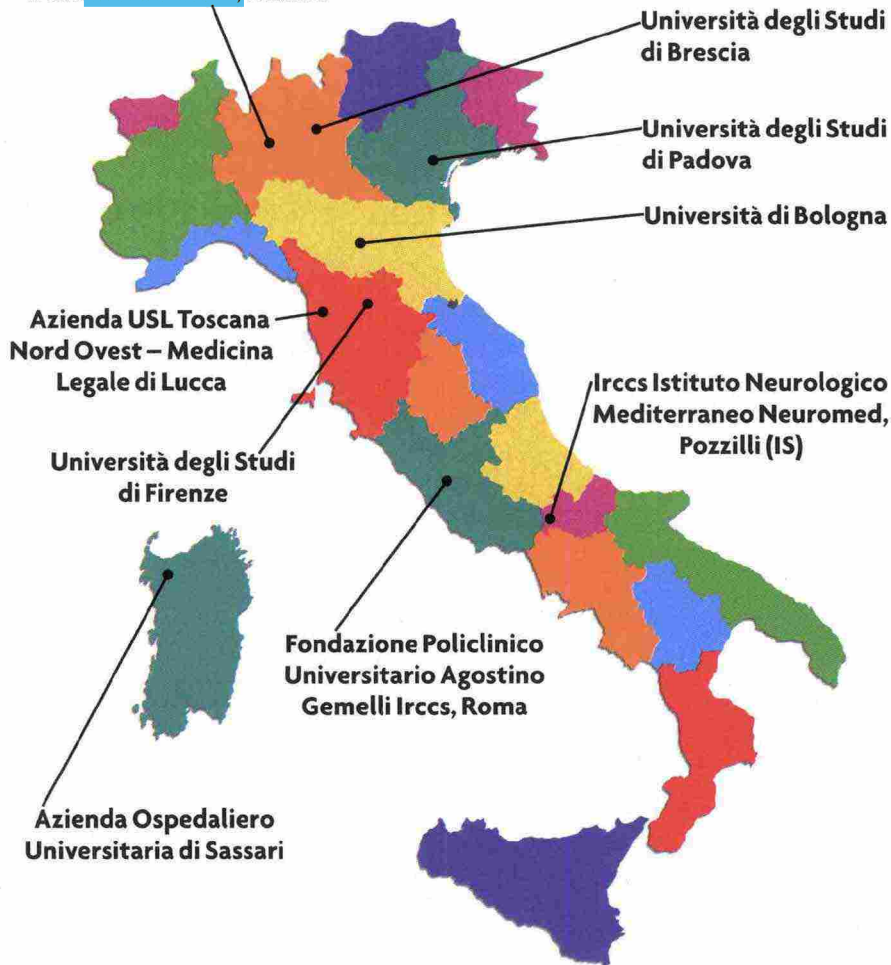 Università degli Studi
di Brescia
Università degli Studi
di Padova
Università di Bologna
Azienda USL Toscana
Nord Ovest – Medicina
Legale di Lucca
Irccs Istituto Neurologico
Mediterraneo Neuromed,
Pozzilli (IS)
Università degli Studi
di Firenze
Fondazione Policlinico
Universitario Agostino
Gemelli Irccs, Roma
Azienda Ospedaliero
Universitaria di Sassari